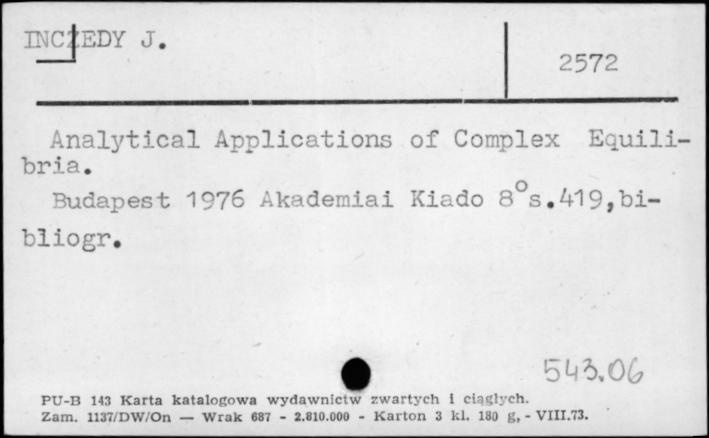 INCZEDY J.
2572
Analytical Applications of Complex Equili-
bria.
Budapest 1976 Akademiai Kiado 8°s.419,bi-
bliogr.
543.06
PU-B 143 Karta katalogowa wydawnictw zwartych i ciągłych.
Zam. 1137/DW/On — Wrak 687 - 2.810.000 - Karton 3 kl. 180 g, - VIII.73.